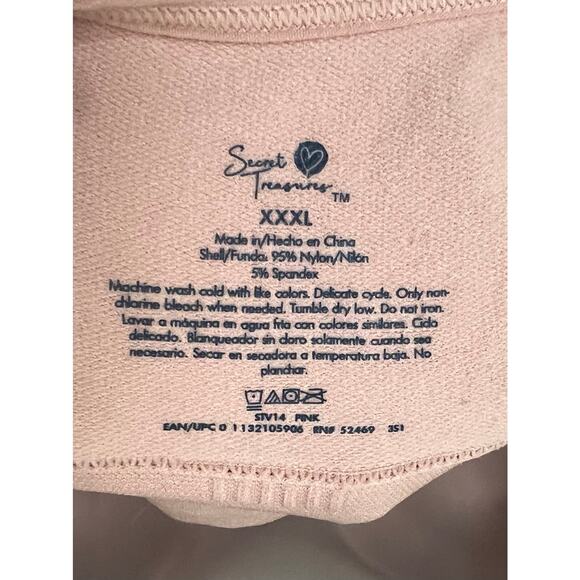 Secret
Treasures TM
XXXL
Made in/Hecho en China
Shell/Funda: 95% Nylon/Nilón
5% Spandex
Machine wash cold with like colors. Delicate cycle. Only non-
chlorine bleach when needed. Tumble dry low. Do not iron.
Lavar a máquina en agua fria con colores similares. Ciclo
delicado. Blanqueador sin cloro solamente cuando sea
necesario. Secar en secadora a temperatura baja. No
planchar.
STV14 PINK
EAN/UPC 0 1132105906 RN# 52469 3S1